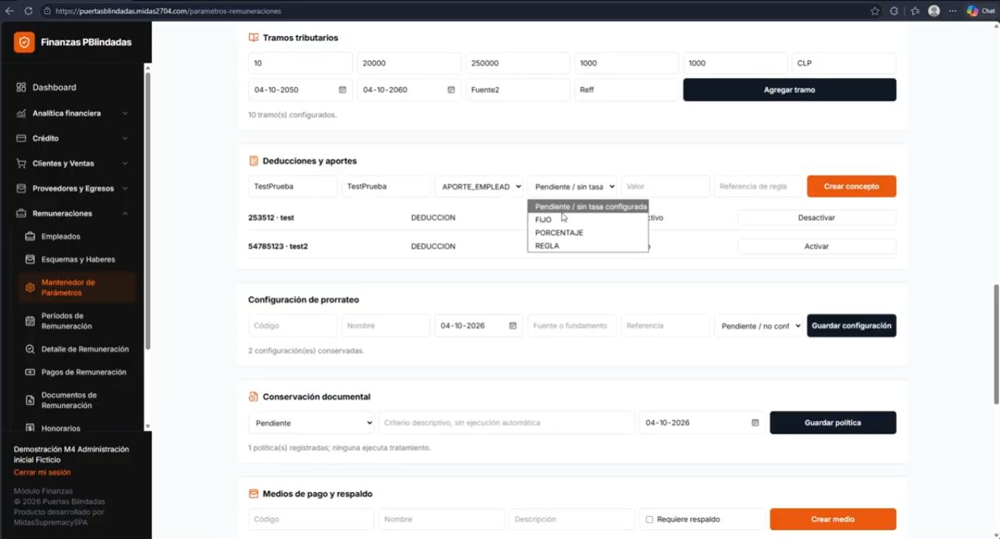 https://puertasblindadas.midas2704.com/parametros-remuneraciones
Chat
Finanzas PBlindadas
Dashboard
Analítica financiera
Crédito
Clientes y Ventas
Proveedores y Egresos
Remuneraciones
Empleados
Esquemas y Haberes
Mantenedor de
Parámetros
Períodos de
Remuneración
Detalle de Remuneración
Pagos de Remuneración
Documentos de
Remuneración
Honorarios
Demostración M4 Administración
inicial Ficticio
Cerrar mi sesión
Módulo Finanzas
© 2026 Puertas Blindadas
Producto desarrollado por
MidasSupremacySPA
Tramos tributarios
10 20000 250000 1000 1000 CLP
04-10-2050 04-10-2060 Fuente2 Reff Agregar tramo
10 tramo(s) configurados.
Deducciones y aportes
TestPrueba TestPrueba APORTE_EMPLEAD Pendiente / sin tasa Valor Referencia de regla Crear concepto
Pendiente / sin tasa configurada
FIJO
PORCENTAJE
REGLA
253512 · test DEDUCCION Desactivar
54785123 · test2 DEDUCCION Activar
Configuración de prorrateo
Código Nombre 04-10-2026 Fuente o fundamento Referencia Pendiente / no conf Guardar configuración
2 configuración(es) conservadas.
Conservación documental
Pendiente Criterio descriptivo, sin ejecución automática 04-10-2026 Guardar política
1 política(s) registradas; ninguna ejecuta tratamiento.
Medios de pago y respaldo
Código Nombre Descripción Requiere respaldo Crear medio